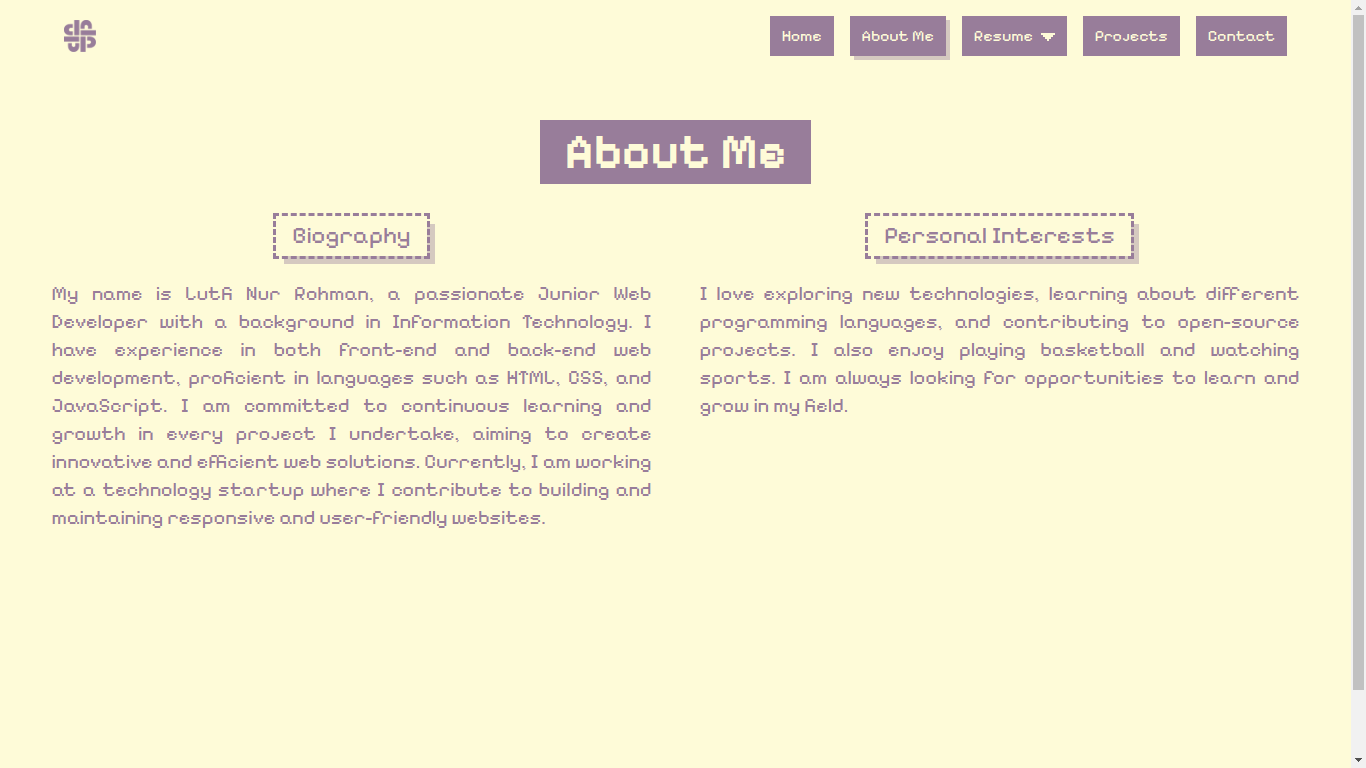 Home
About Me
Resume
Projects
Contact
About Me
Biography
My name is Lutfi Nur Rohman, a passionate Junior Web
Developer with a background in Information Technology. I
have experience in both front-end and back-end web
development, proficient in languages such as HTML, CSS, and
JavaScript. I am committed to continuous learning and
growth in every project I undertake, aiming to create
innovative and efficient web solutions. Currently, I am working
at a technology startup where I contribute to building and
maintaining responsive and user-friendly websites.
Personal Interests
I love exploring new technologies, learning about different
programming languages, and contributing to open-source
projects. I also enjoy playing basketball and watching
sports. I am always looking for opportunities to learn and
grow in my field.